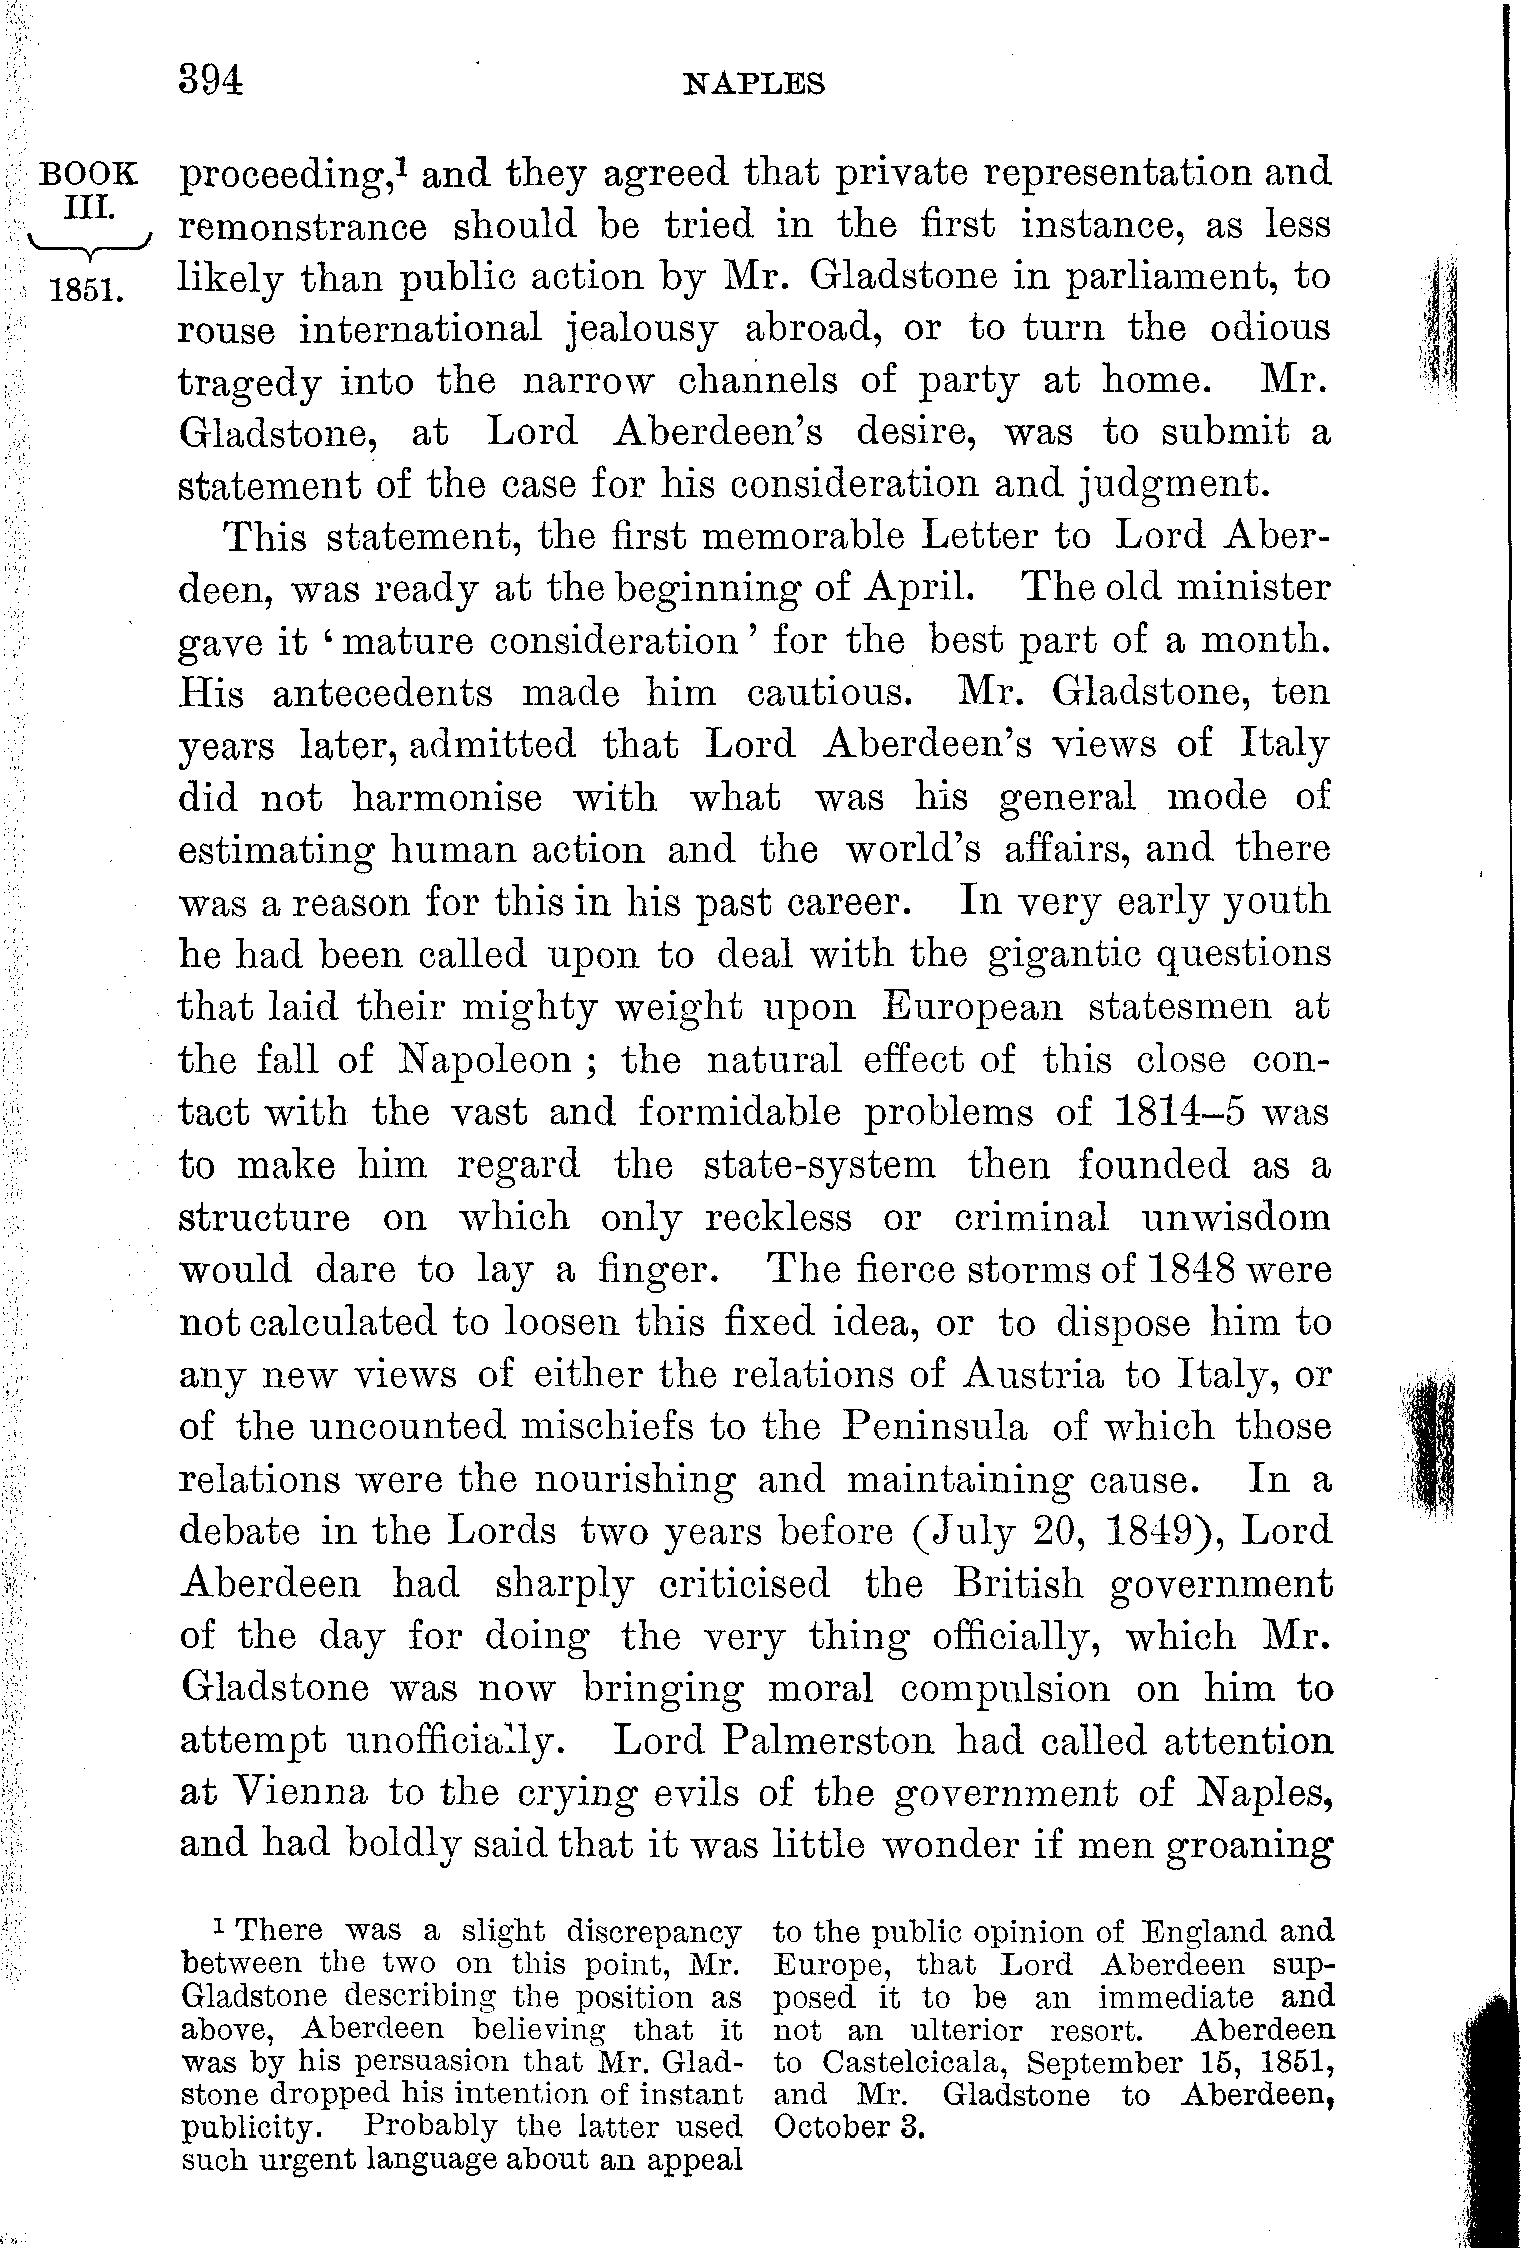 394 NAPLES
BOOK
III.
1851.
proceeding,¹ and they agreed that private representation and
remonstrance should be tried in the first instance, as less
likely than public action by Mr. Gladstone in parliament, to
rouse international jealousy abroad, or to turn the odious
tragedy into the narrow channels of party at home. Mr.
Gladstone, at Lord Aberdeen's desire, was to submit a
statement of the case for his consideration and judgment.
This statement, the first memorable Letter to Lord Aber-
deen, was ready at the beginning of April. The old minister
gave it ‘mature consideration’ for the best part of a month.
His antecedents made him cautious. Mr. Gladstone, ten
years later, admitted that Lord Aberdeen's views of Italy
did not harmonise with what was his general mode of
estimating human action and the world's affairs, and there
was a reason for this in his past career. In very early youth
he had been called upon to deal with the gigantic questions
that laid their mighty weight upon European statesmen at
the fall of Napoleon ; the natural effect of this close con-
tact with the vast and formidable problems of 1814–5 was
to make him regard the state-system then founded as a
structure on which only reckless or criminal unwisdom
would dare to lay a finger. The fierce storms of 1848 were
not calculated to loosen this fixed idea, or to dispose him to
any new views of either the relations of Austria to Italy, or
of the uncounted mischiefs to the Peninsula of which those
relations were the nourishing and maintaining cause. In a
debate in the Lords two years before (July 20, 1849), Lord
Aberdeen had sharply criticised the British government
of the day for doing the very thing officially, which Mr.
Gladstone was now bringing moral compulsion on him to
attempt unofficially. Lord Palmerston had called attention
at Vienna to the crying evils of the government of Naples,
and had boldly said that it was little wonder if men groaning
¹ There was a slight discrepancy
between the two on this point, Mr.
Gladstone describing the position as
above, Aberdeen believing that it
was by his persuasion that Mr. Glad-
stone dropped his intention of instant
publicity. Probably the latter used
such urgent language about an appeal
to the public opinion of England and
Europe, that Lord Aberdeen sup-
posed it to be an immediate and
not an ulterior resort. Aberdeen
to Castelcicala, September 15, 1851,
and Mr. Gladstone to Aberdeen,
October 3.